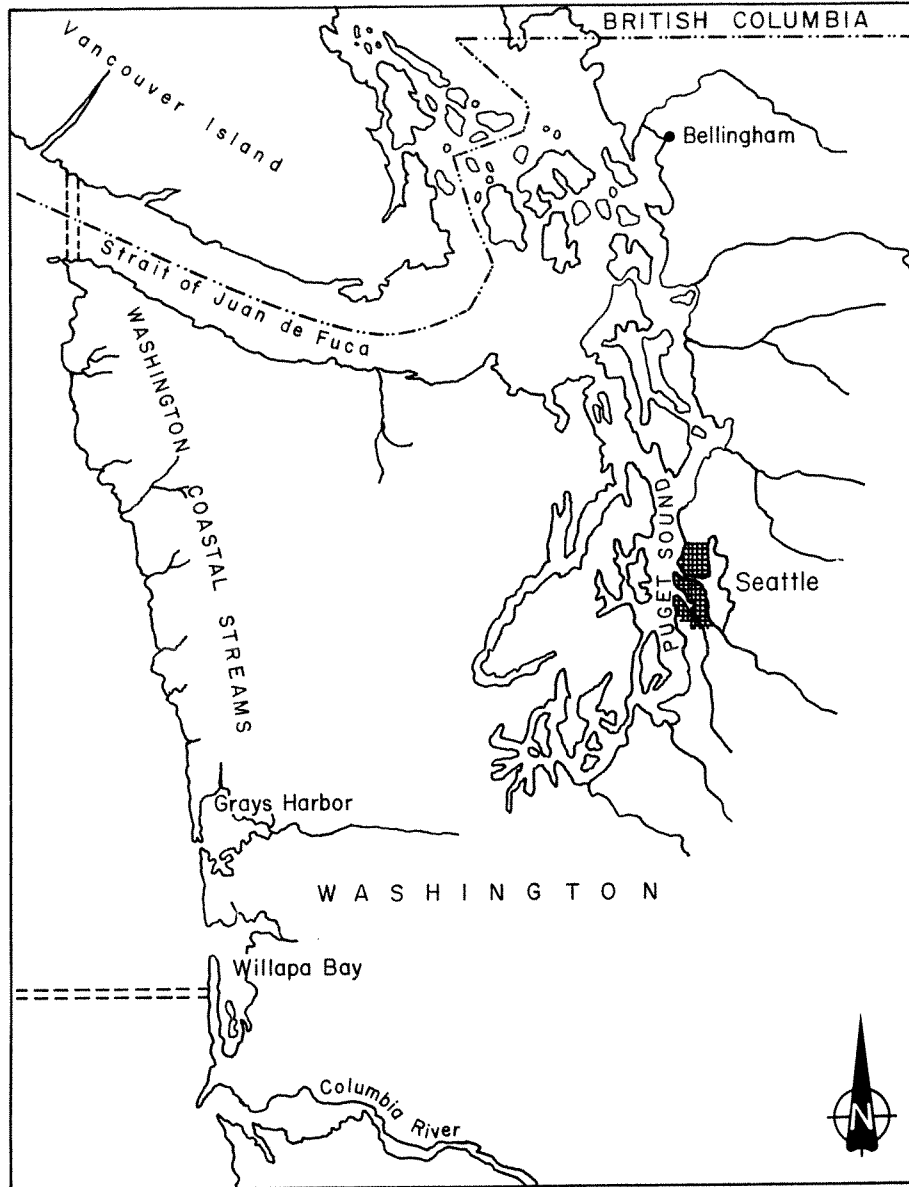 BRITISH COLUMBIA
Vancouver Island
Bellingham
Strait of Juan de Fuca
WASHINGTON COASTAL STREAMS
PUGET SOUND
Seattle
Grays Harbor
WASHINGTON
Willapa Bay
Columbia River
N